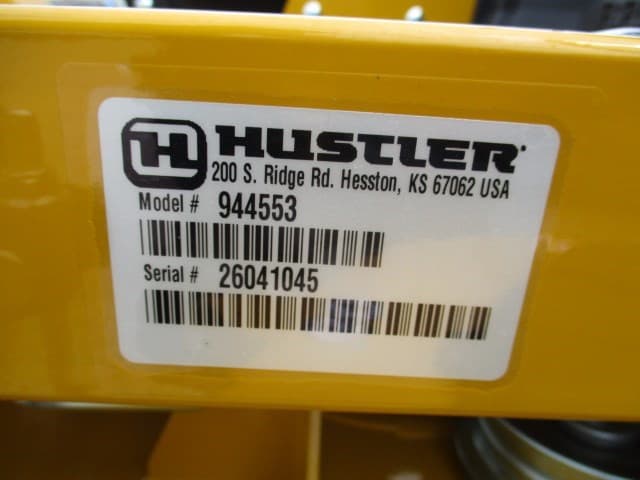 H HUSTLER
200 S. Ridge Rd. Hesston, KS 67062 USA
Model # 944553
Serial # 26041045